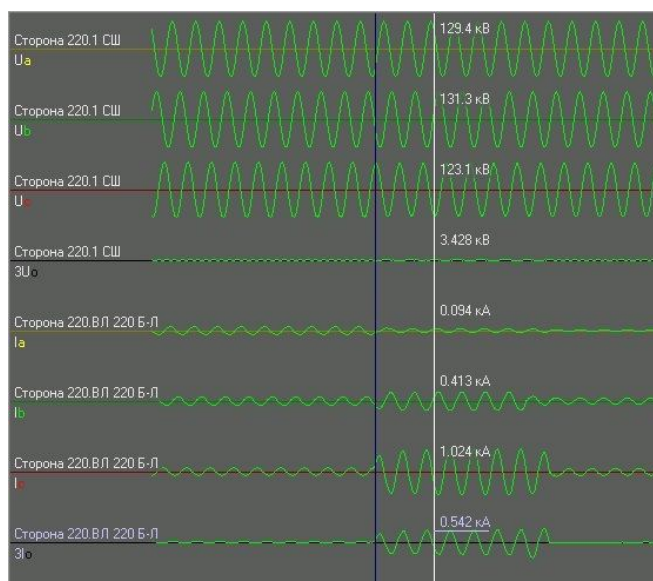 129.4 кВ
Сторона 220.1 СШ
Ua
131.3 кВ
Сторона 220.1 СШ
Ub
123.1 кВ
Сторона 220.1 СШ
Uc
3.428 кВ
Сторона 220.1 СШ
3Uo
0.094 кА
Сторона 220.ВЛ 220 Б-Л
Ia
0.413 кА
Сторона 220.ВЛ 220 Б-Л
Ib
1.024 кА
Сторона 220.ВЛ 220 Б-Л
Ic
0.542 кА
Сторона 220.ВЛ 220 Б-Л
3Io